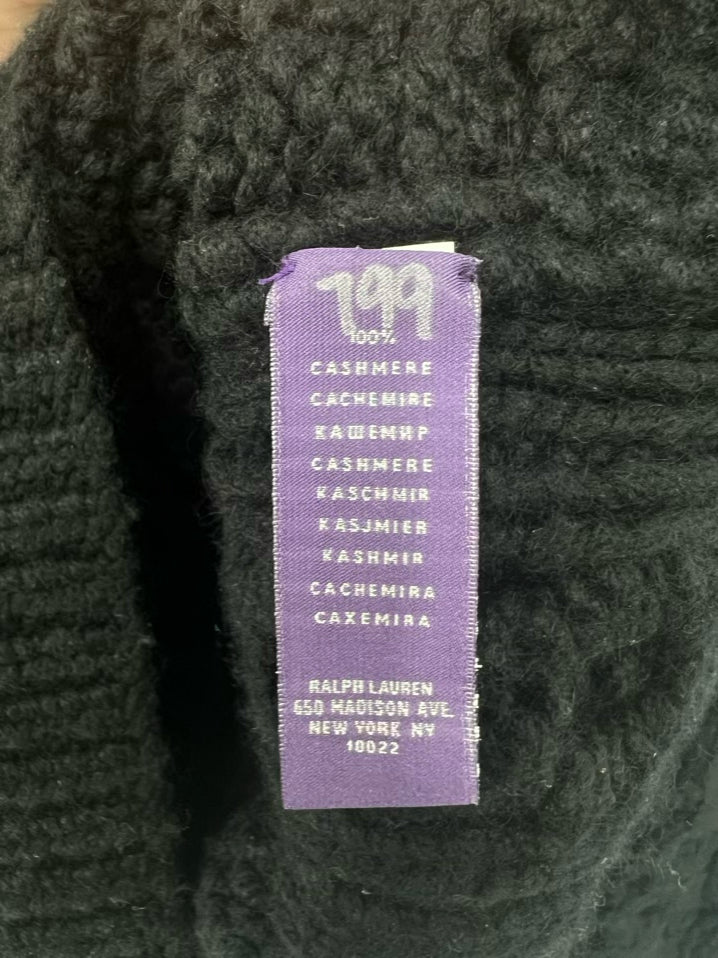 799
100%
CASHMERE
CACHEMIRE
КАШЕМИР
CASHMERE
KASCHMIR
KASJMIER
KASHMIR
CACHEMIRA
CAXEMIRA
RALPH LAUREN
650 MADISON AVE.
NEW YORK NY
10022